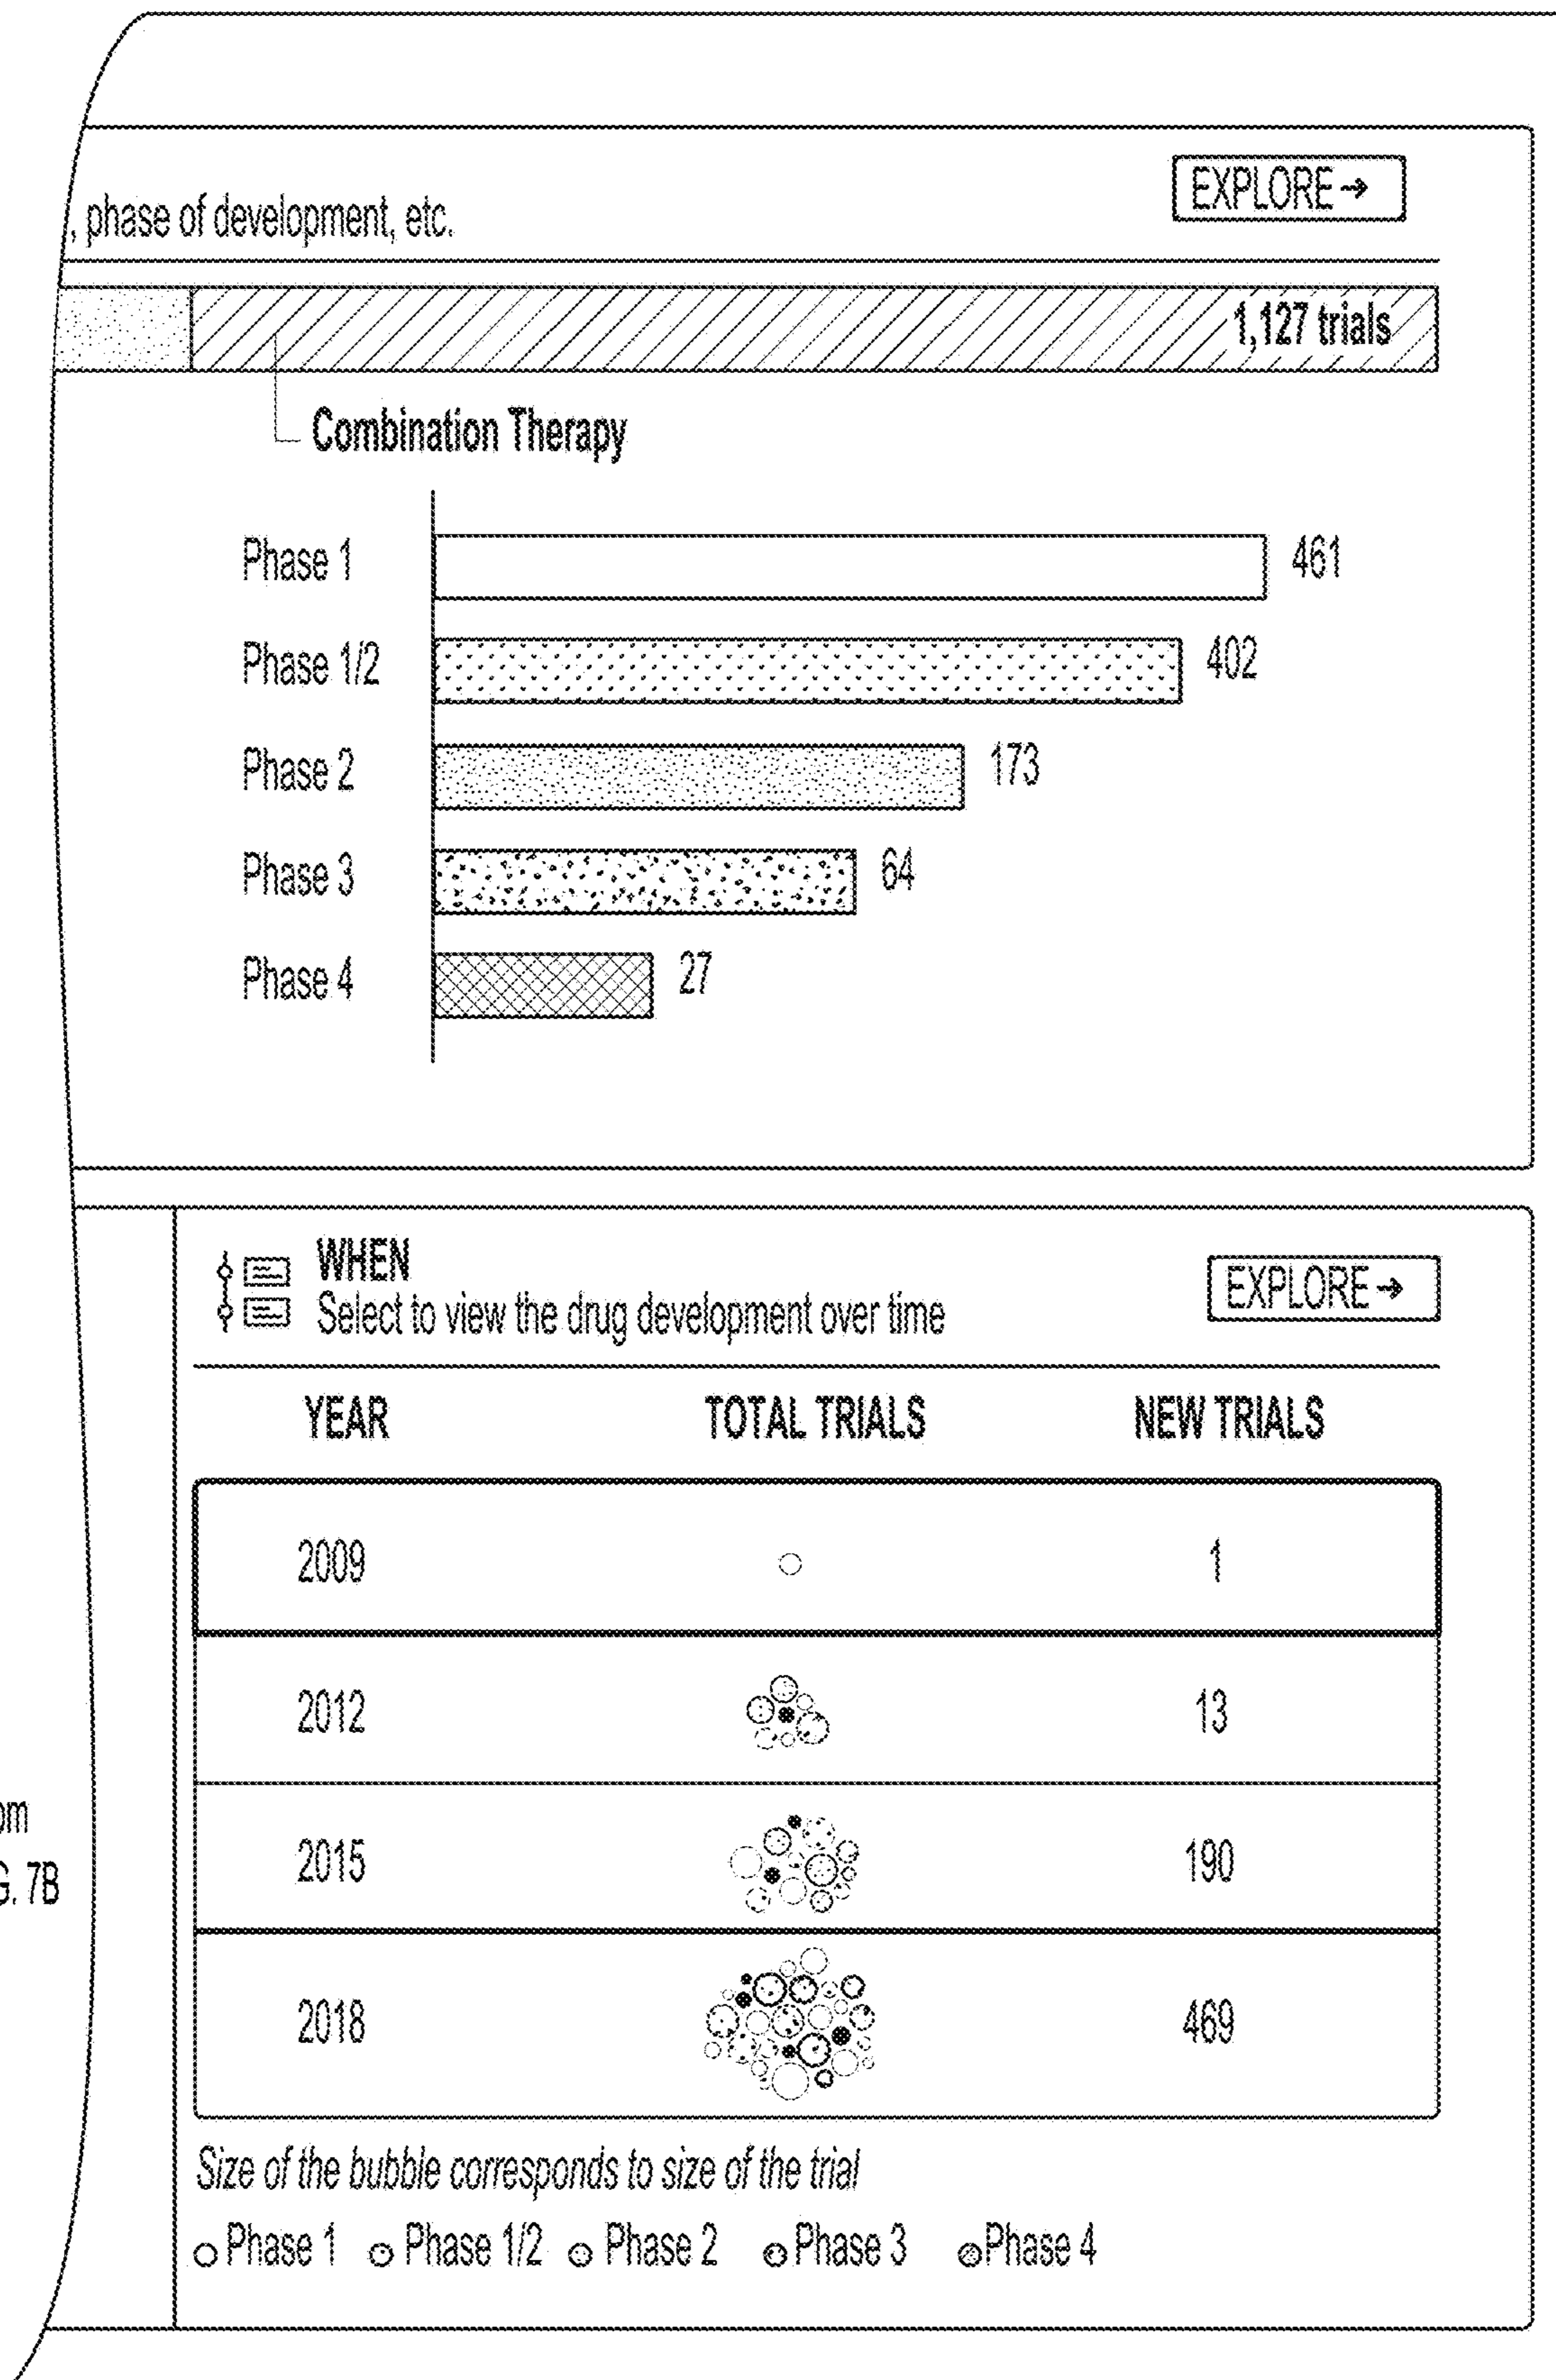 , phase of development, etc.
EXPLORE→
1,127 trials
Combination Therapy
Phase 1 461
Phase 1/2 402
Phase 2 173
Phase 3 64
Phase 4 27
WHEN
Select to view the drug development over time
EXPLORE→
YEAR TOTAL TRIALS NEW TRIALS
2009 1
2012 13
om
2015 190
G. 7B
2018 469
Size of the bubble corresponds to size of the trial
Phase 1 Phase 1/2 Phase 2 Phase 3 Phase 4